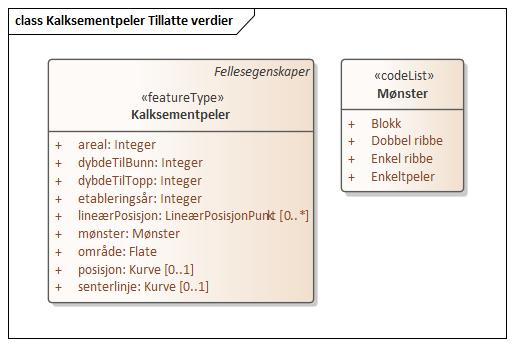 class Kalksementpeler Tillatte verdier
Fellesegenskaper
«featureType»
Kalksementpeler
+ areal: Integer
+ dybdeTilBunn: Integer
+ dybdeTilTopp: Integer
+ etableringsår: Integer
+ lineærPosisjon: LineærPosisjonPunkt [0..*]
+ mønster: Mønster
+ område: Flate
+ posisjon: Kurve [0..1]
+ senterlinje: Kurve [0..1]
«codeList»
Mønster
+ Blokk
+ Dobbel ribbe
+ Enkel ribbe
+ Enkeltpeler